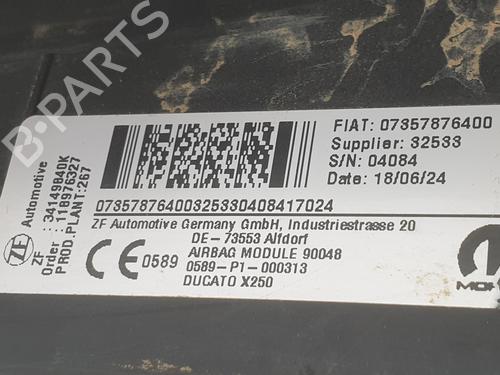 FIAT: 07357876400
Supplier: 32533
S/N: 04084
Date: 18/06/24
ZF Automotive
ZF : 34149840K
Order : 118976327
PROD.PLANT:267
07357876400325330408417024
ZF Automotive Germany GmbH, Industriestrasse 20
DE-73553 Alfdorf
CE 0589
AIRBAG MODULE 90048
0589-P1-000313
DUCATO X250
B-PARTS